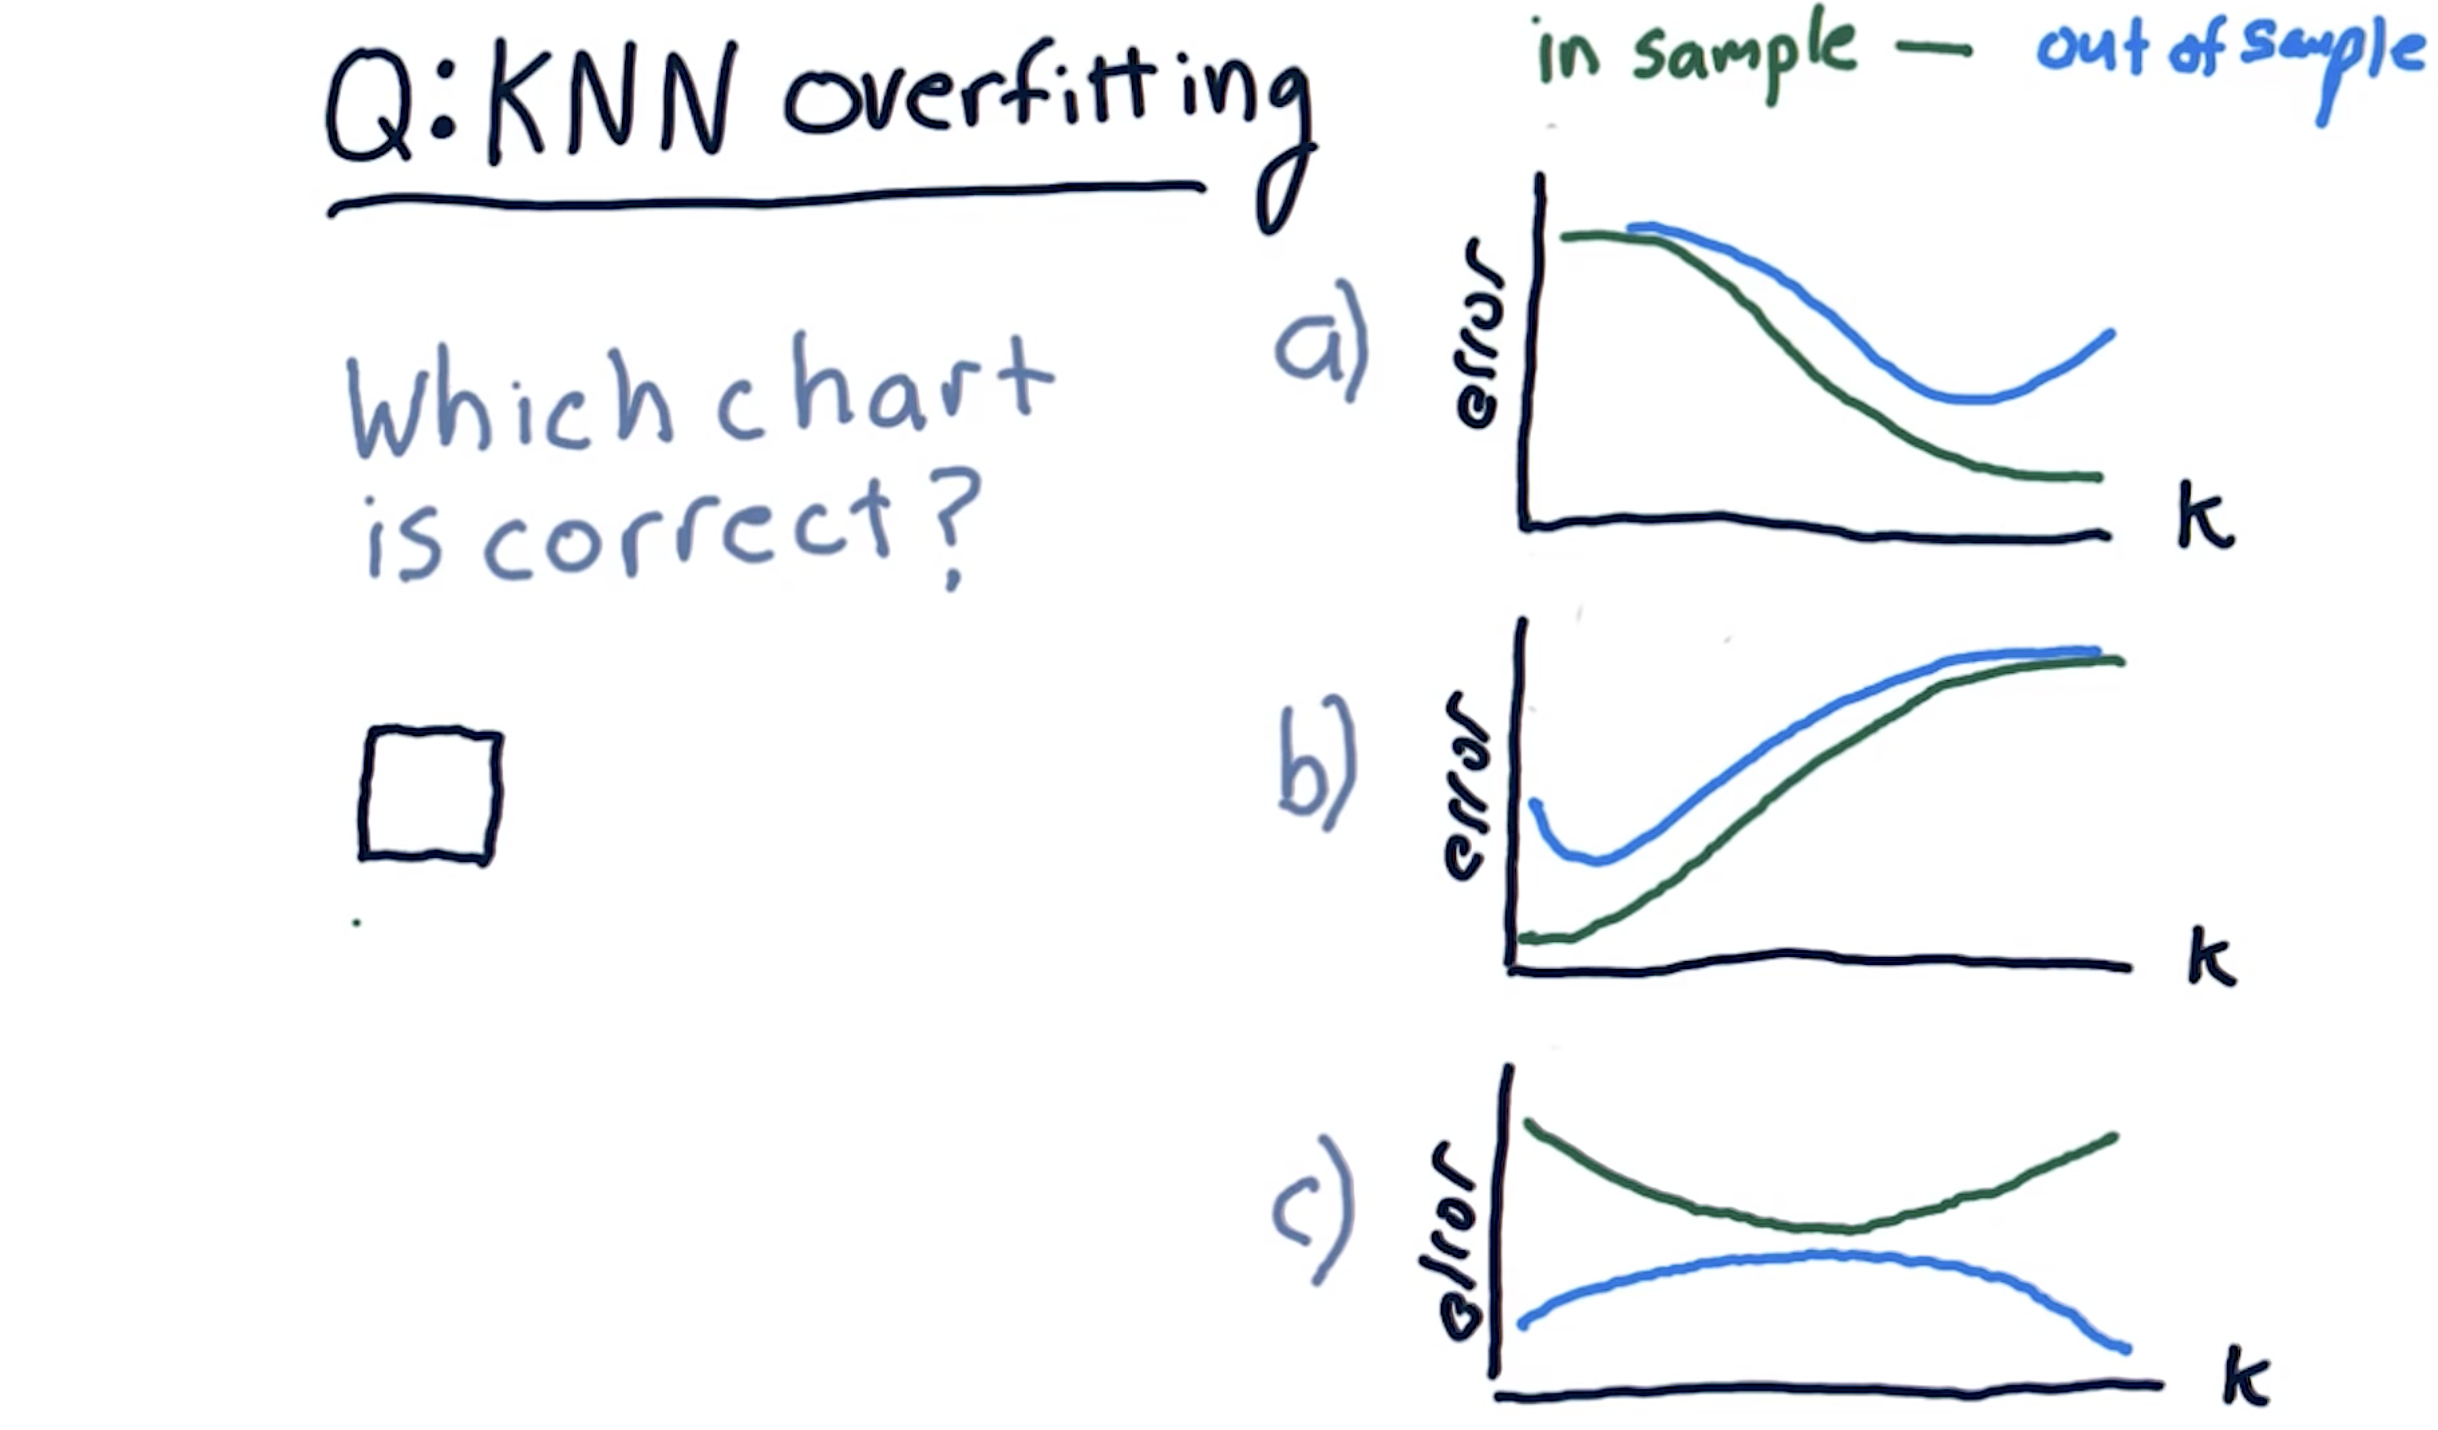 Q: KNN overfitting
in sample — out of sample
Which chart
is correct?
a)
error
k
b)
error
k
c)
error
k